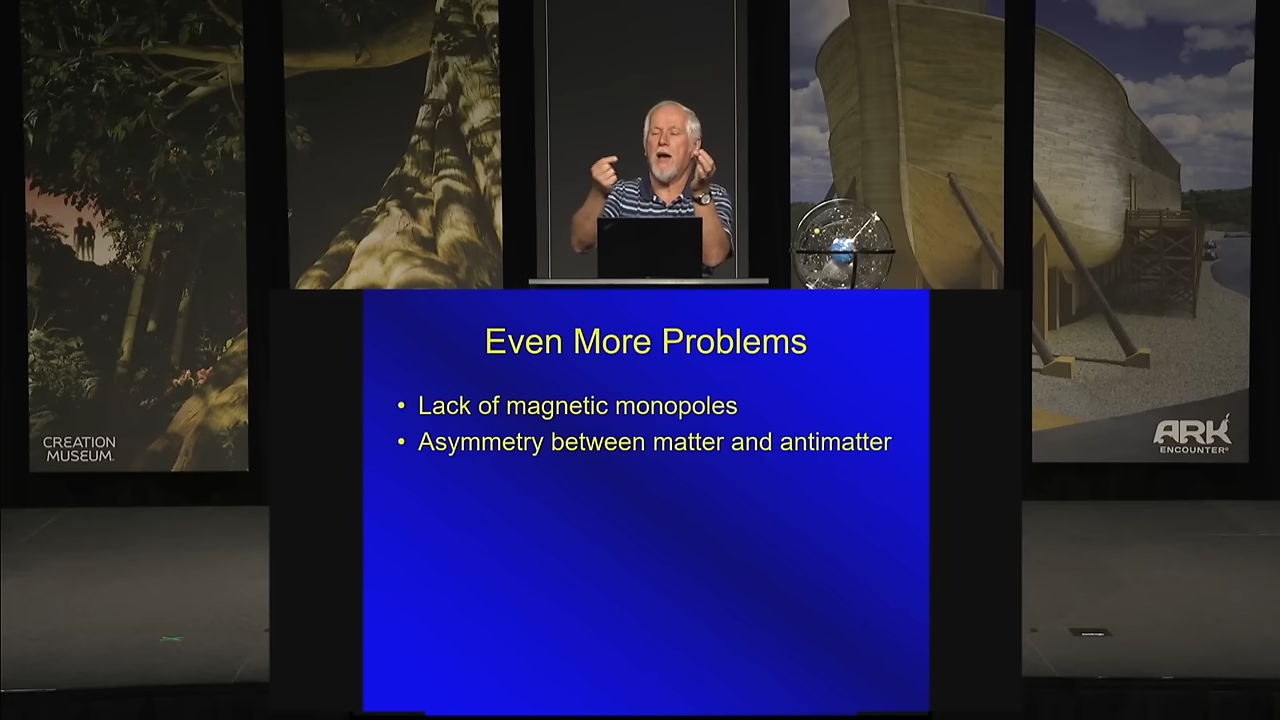 Even More Problems
• Lack of magnetic monopoles
• Asymmetry between matter and antimatter
CREATION
MUSEUM.
ARK
ENCOUNTER®